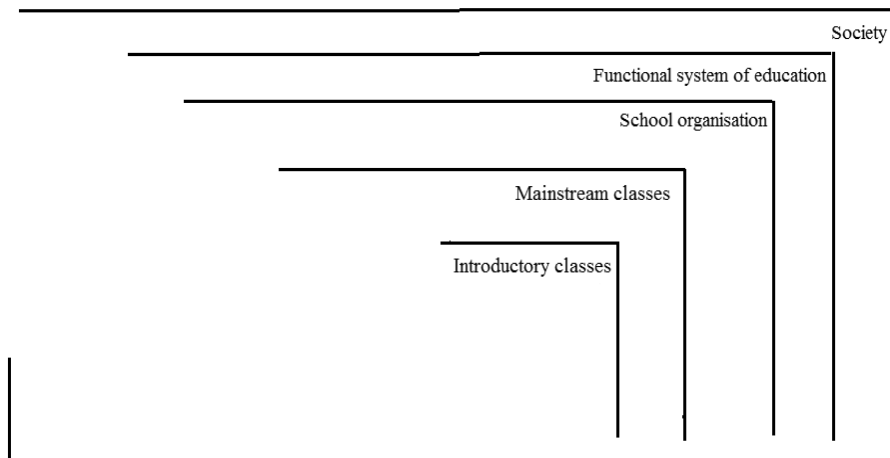 Society
Functional system of education
School organisation
Mainstream classes
Introductory classes